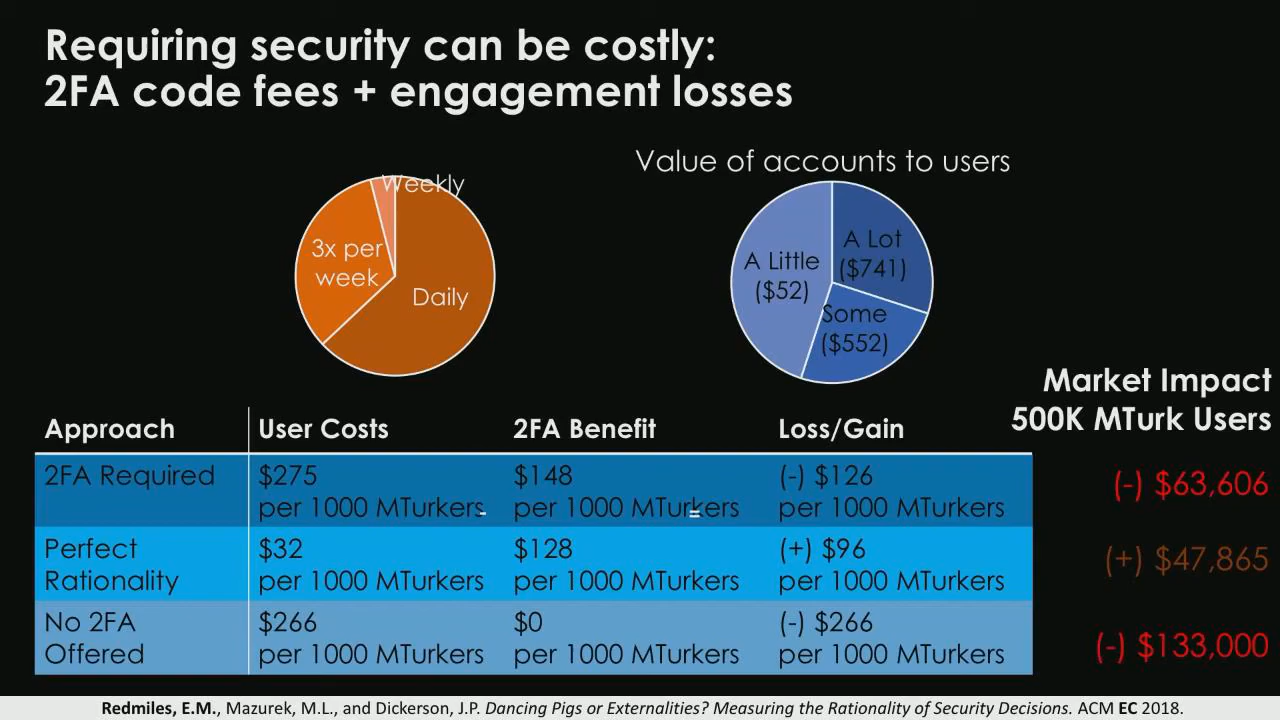 Requiring security can be costly:
2FA code fees + engagement losses
Weekly
3x per
week
Daily
Value of accounts to users
A Little
($52)
A Lot
($741)
Some
($552)
Market Impact
500K MTurk Users
Approach User Costs 2FA Benefit Loss/Gain
2FA Required $275 $148 (-) $126
per 1000 MTurkers - per 1000 MTurkers = per 1000 MTurkers
(-) $63,606
Perfect $32 $128 (+) $96
Rationality per 1000 MTurkers per 1000 MTurkers per 1000 MTurkers
(+) $47,865
No 2FA $266 $0 (-) $266
Offered per 1000 MTurkers per 1000 MTurkers per 1000 MTurkers
(-) $133,000
Redmiles, E.M., Mazurek, M.L., and Dickerson, J.P. Dancing Pigs or Externalities? Measuring the Rationality of Security Decisions. ACM EC 2018.